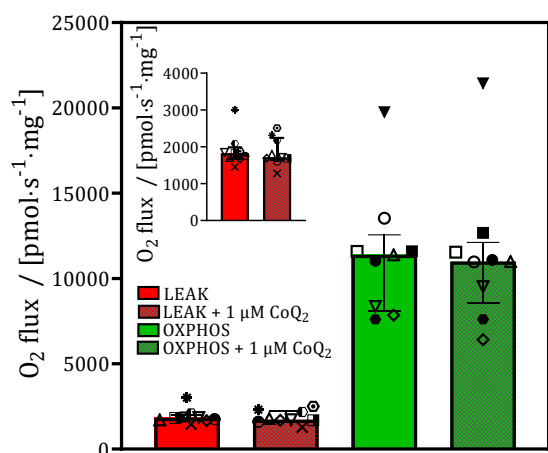 25000
20000
15000
10000
5000
0
O₂ flux / [pmol·s⁻¹·mg⁻¹]
4000
3000
2000
1000
0
O₂ flux / [pmol·s⁻¹·mg⁻¹]
LEAK
LEAK + 1 µM CoQ₂
OXPHOS
OXPHOS + 1 µM CoQ₂